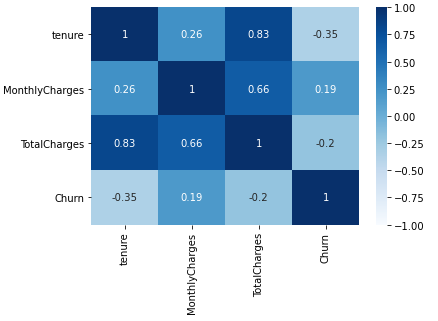 tenure 1 0.26 0.83 -0.35
MonthlyCharges 0.26 1 0.66 0.19
TotalCharges 0.83 0.66 1 -0.2
Churn -0.35 0.19 -0.2 1
tenure
MonthlyCharges
TotalCharges
Churn
1.00
0.75
0.50
0.25
0.00
−0.25
−0.50
−0.75
−1.00